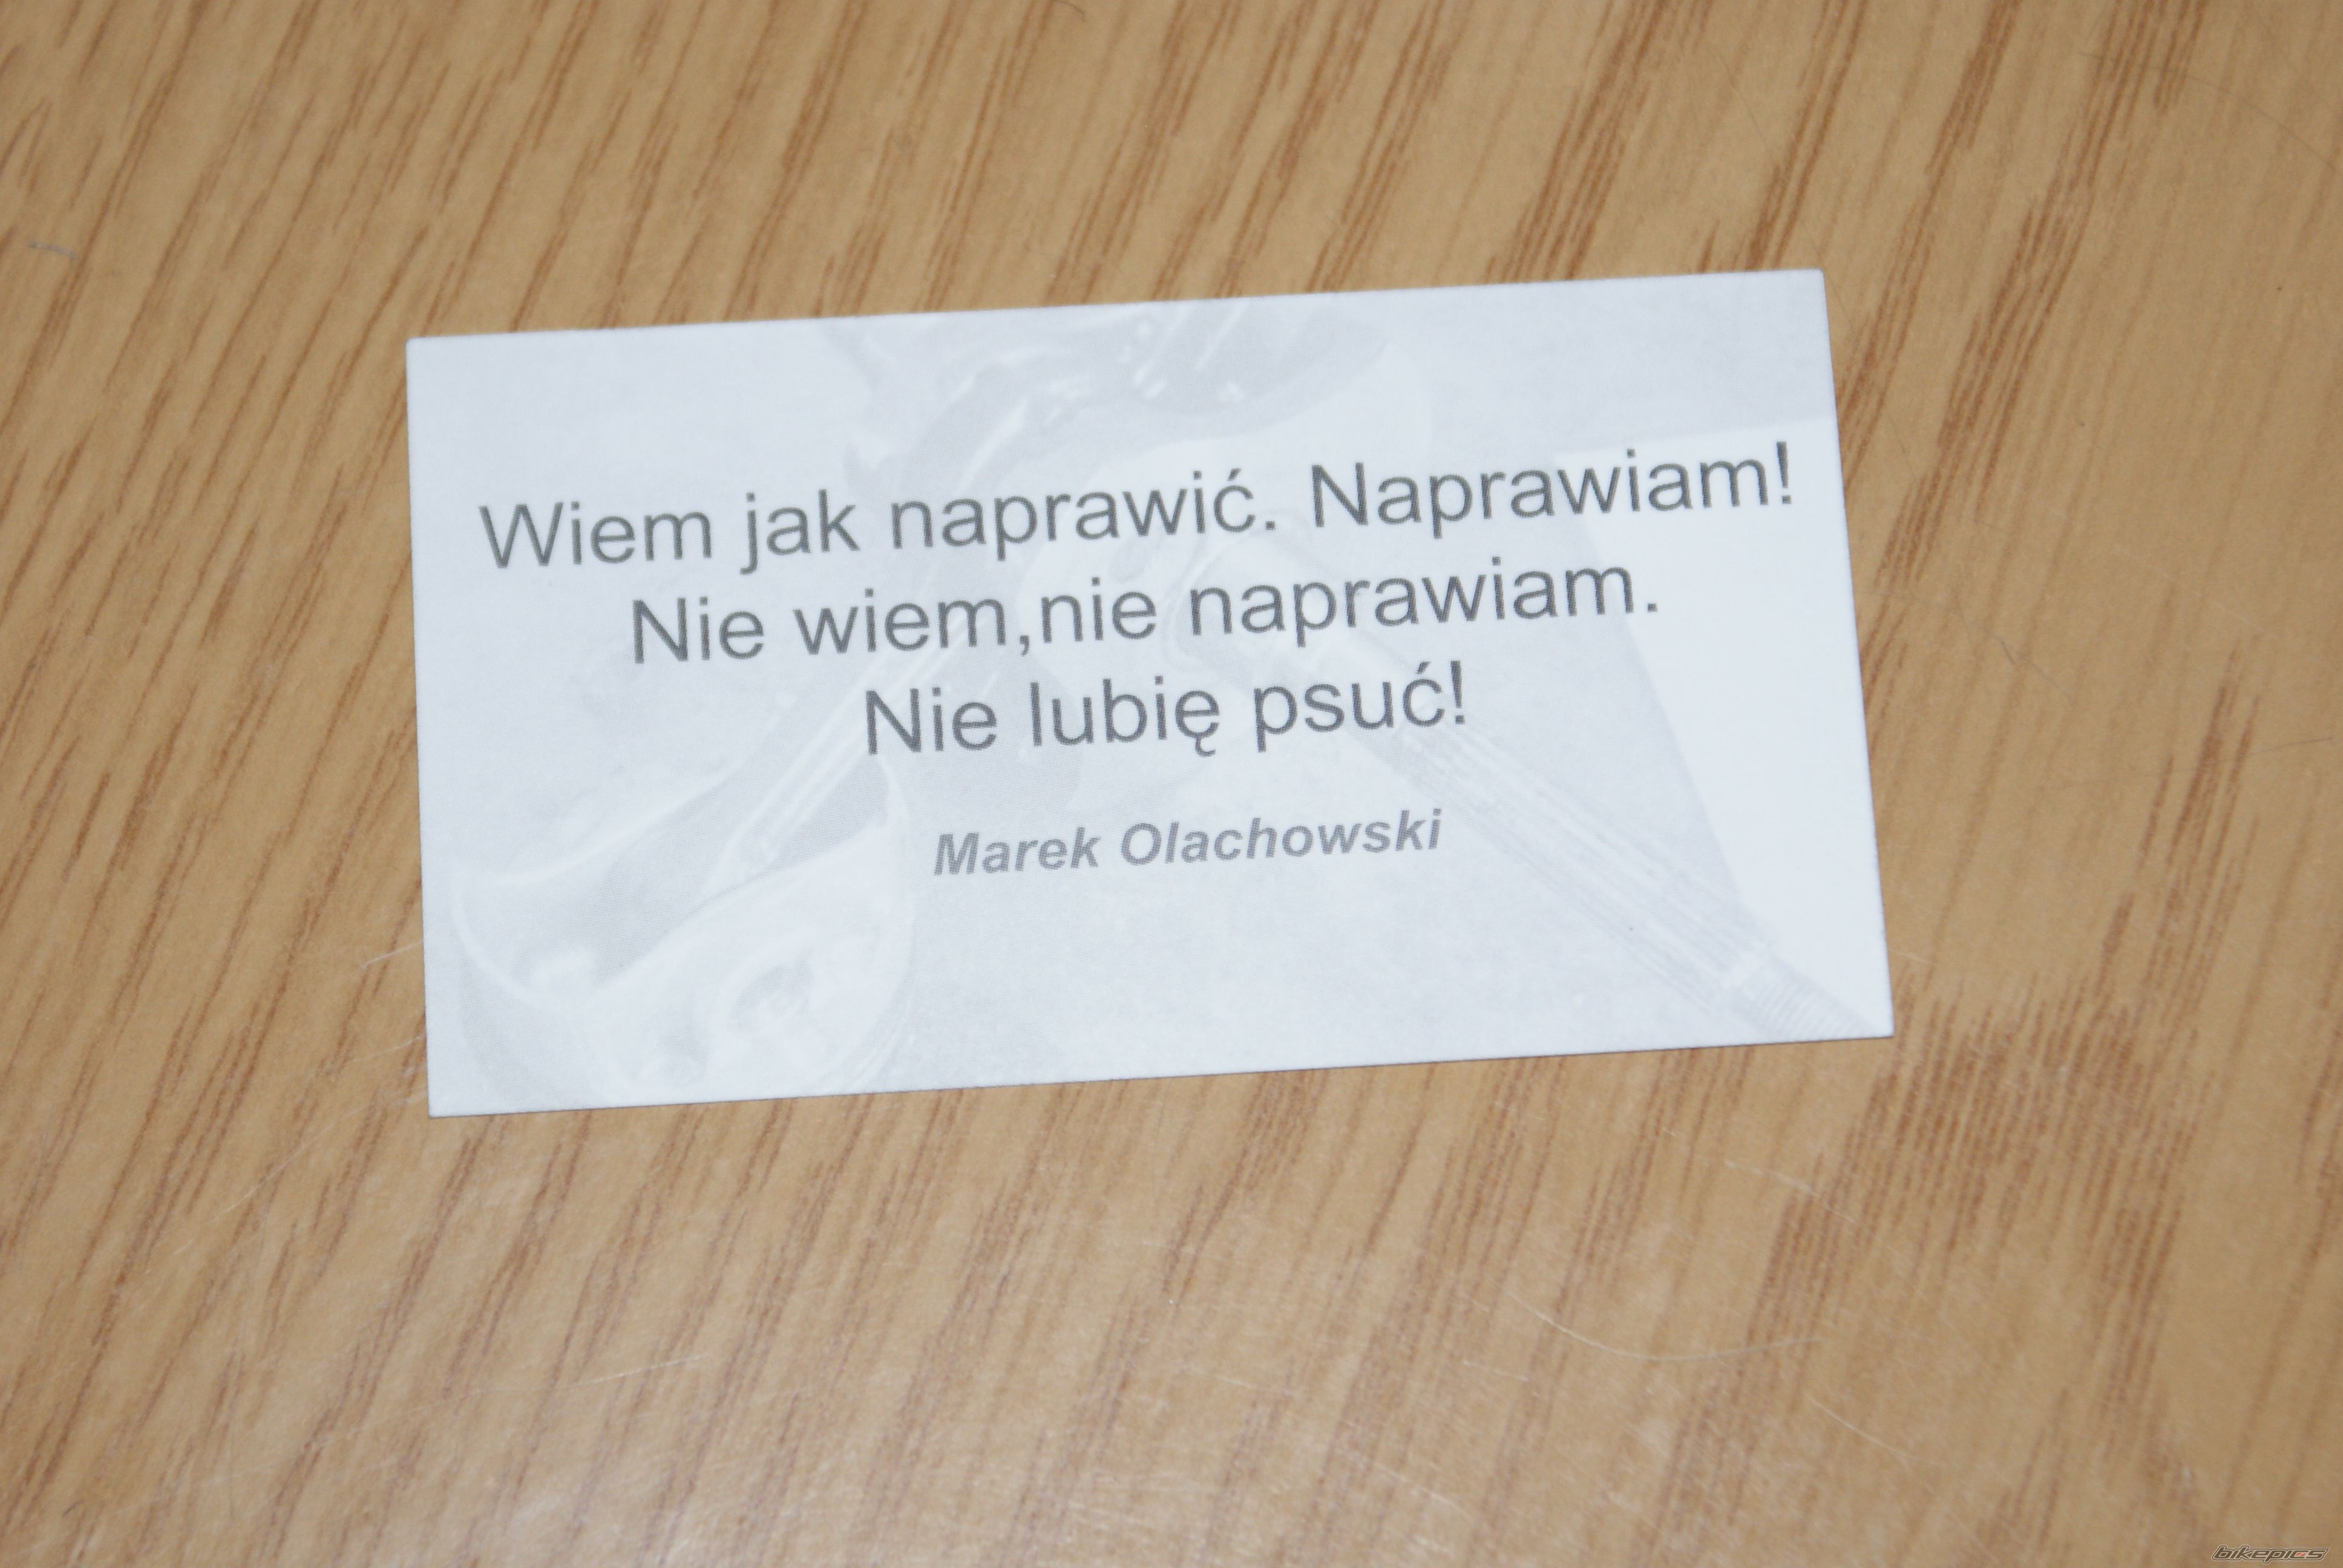 Wiem jak naprawić. Naprawiam!
Nie wiem,nie naprawiam.
Nie lubię psuć!
Marek Olachowski
bikepics